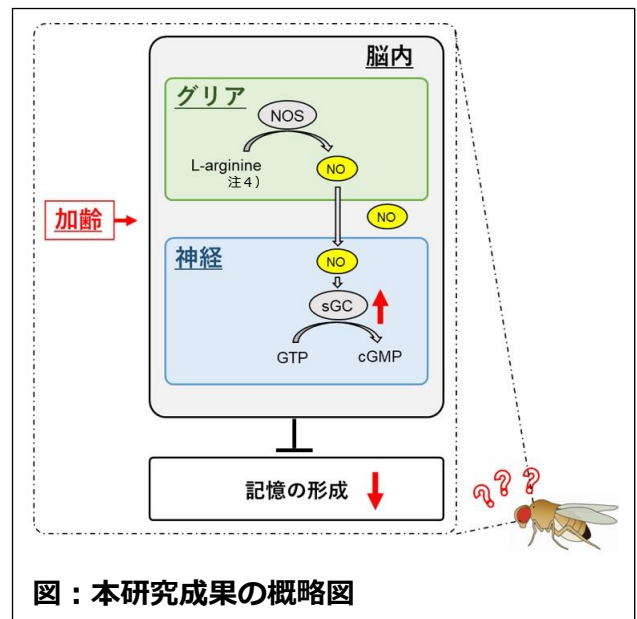 脳内
グリア
NOS
L-arginine
注4）
NO
NO
加齢
神経
NO
sGC
GTP
cGMP
記憶の形成
? ? ?
図：本研究成果の概略図